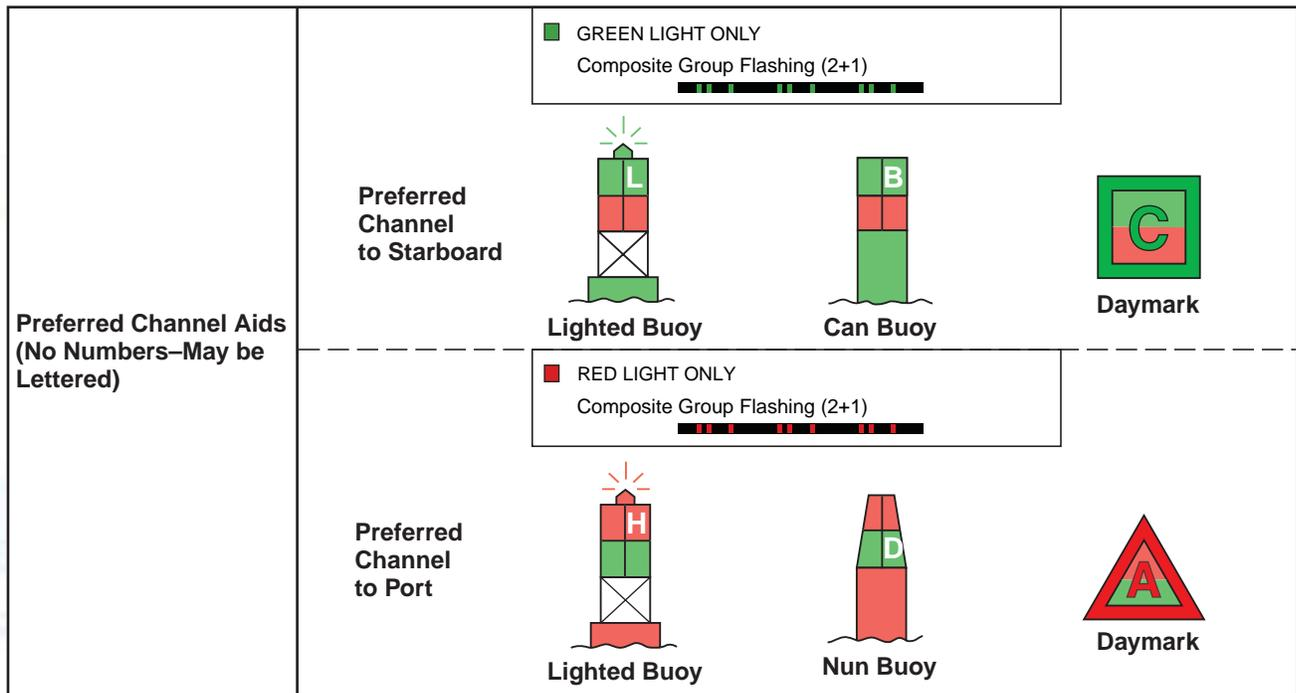 Preferred Channel Aids
(No Numbers–May be
Lettered)
GREEN LIGHT ONLY
Composite Group Flashing (2+1)
Preferred
Channel
to Starboard
L
B
C
Lighted Buoy
Can Buoy
Daymark
RED LIGHT ONLY
Composite Group Flashing (2+1)
Preferred
Channel
to Port
H
D
A
Lighted Buoy
Nun Buoy
Daymark